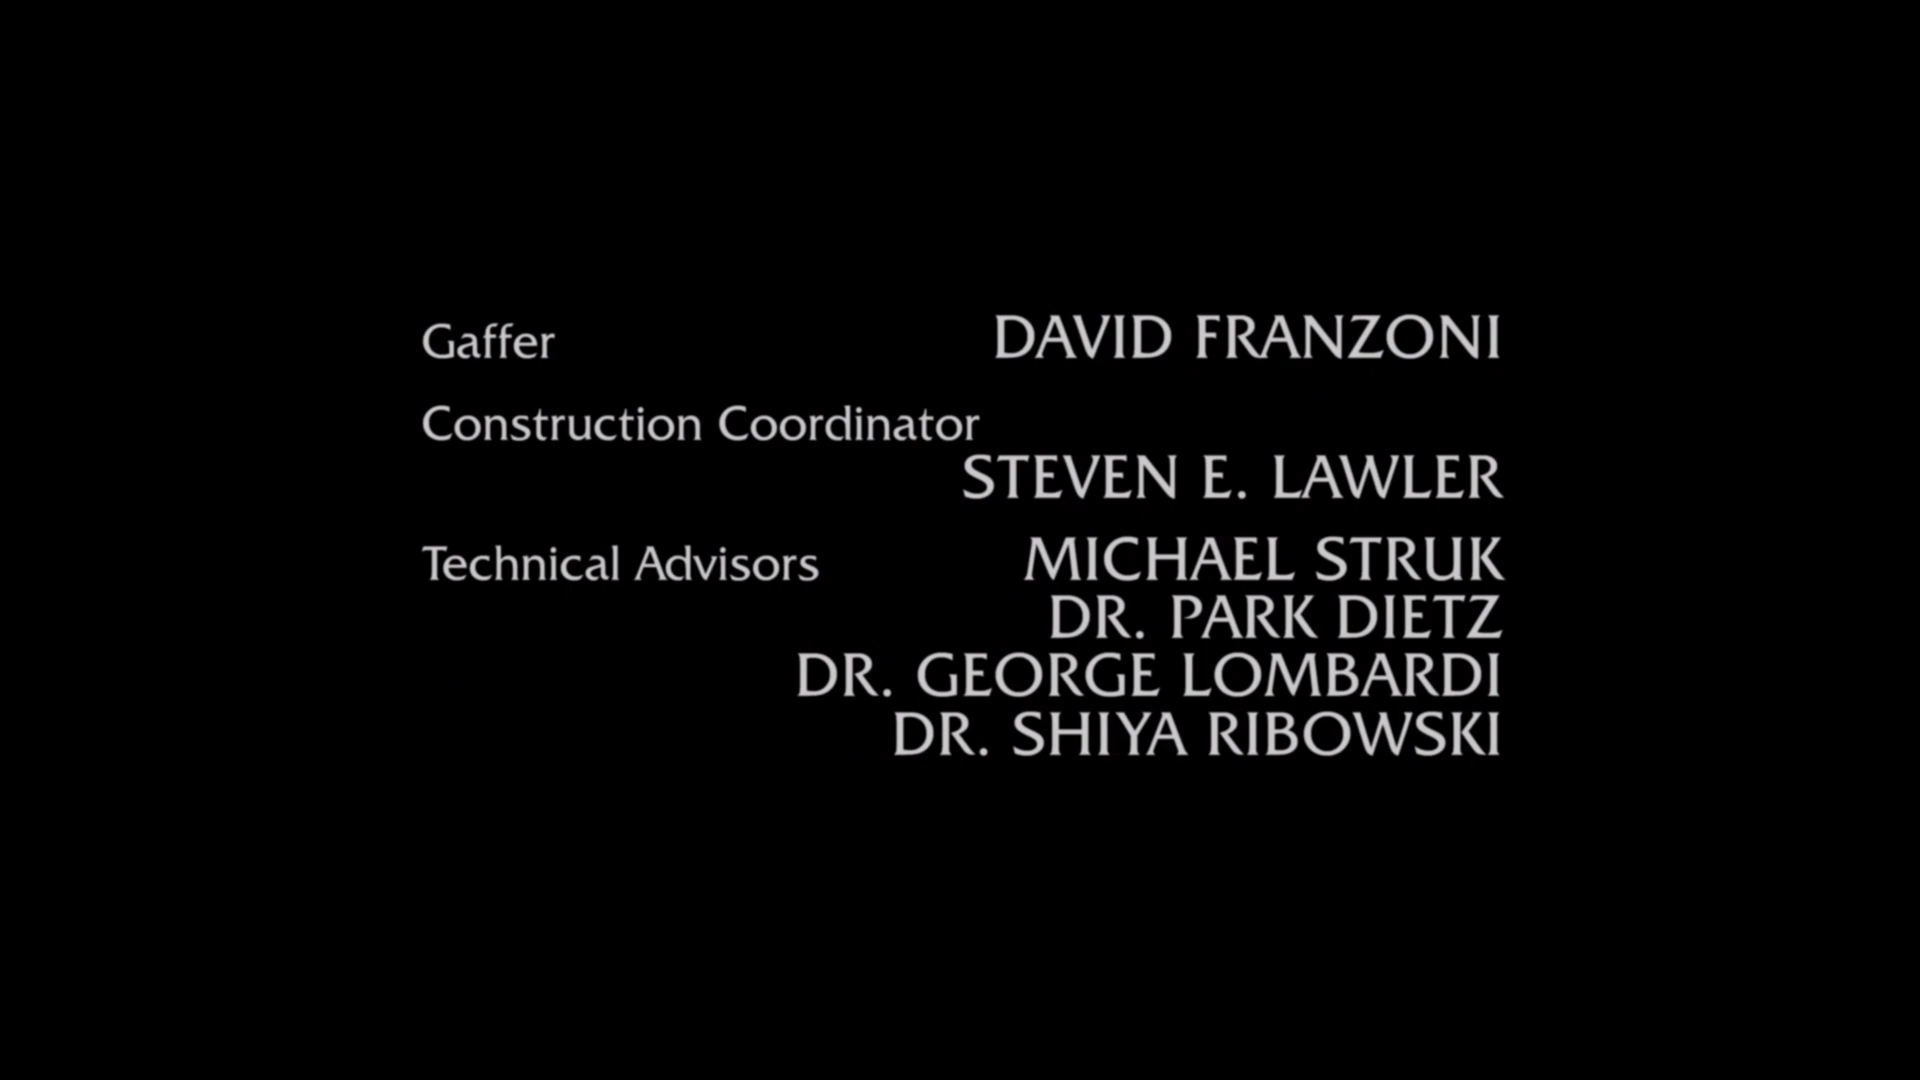 Gaffer DAVID FRANZONI
Construction Coordinator
STEVEN E. LAWLER
Technical Advisors MICHAEL STRUK
DR. PARK DIETZ
DR. GEORGE LOMBARDI
DR. SHIYA RIBOWSKI